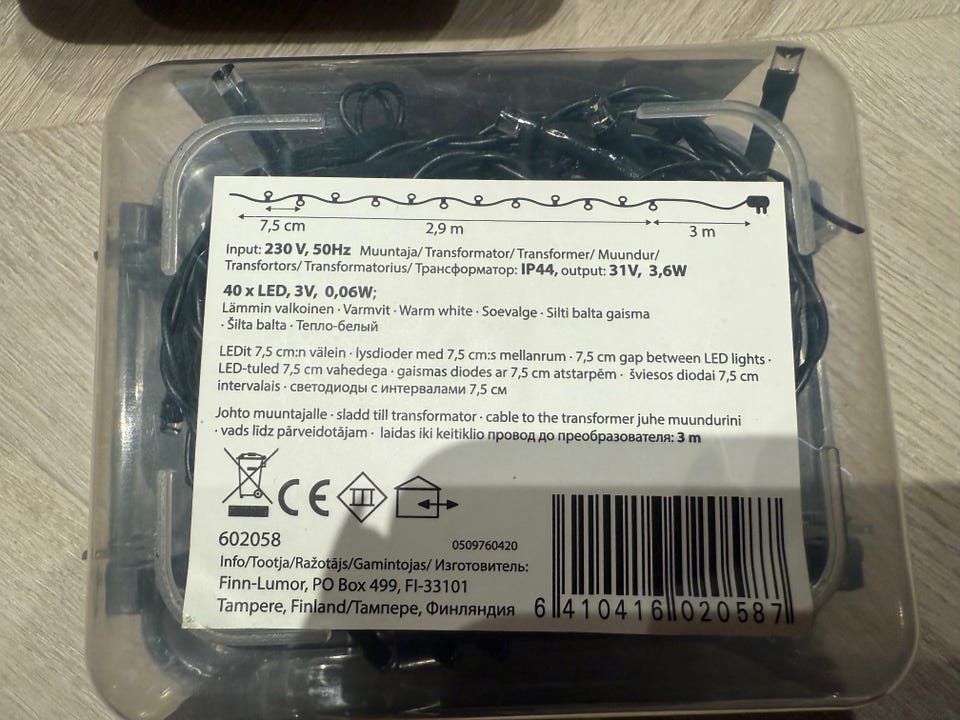 7,5 cm
2,9 m
3 m
Input: 230 V, 50Hz Muuntaja/ Transformator/ Transformer/ Muundur/
Transfortors/ Transformatorius/ Трансформатор: IP44, output: 31V, 3,6W
40 x LED, 3V, 0,06W;
Lämmin valkoinen · Varmvit · Warm white · Soevalge · Silti balta gaisma
· Šilta balta · Тепло-белый
LEDit 7,5 cm:n välein · lysdioder med 7,5 cm:s mellanrum · 7,5 cm gap between LED lights ·
LED-tuled 7,5 cm vahedega · gaismas diodes ar 7,5 cm atstarpēm · šviesos diodai 7,5 cm
intervalais · светодиоды с интервалами 7,5 см
Johto muuntajalle · sladd till transformator · cable to the transformer juhe muundurini
· vads līdz pārveidotājam · laidas iki keitiklio провод до преобразователя: 3 m
CE III
602058
0509760420
Info/Tootja/Ražotājs/Gamintojas/ Изготовитель:
Finn-Lumor, PO Box 499, FI-33101
Tampere, Finland/Тампере, Финляндия
6 410416 020587